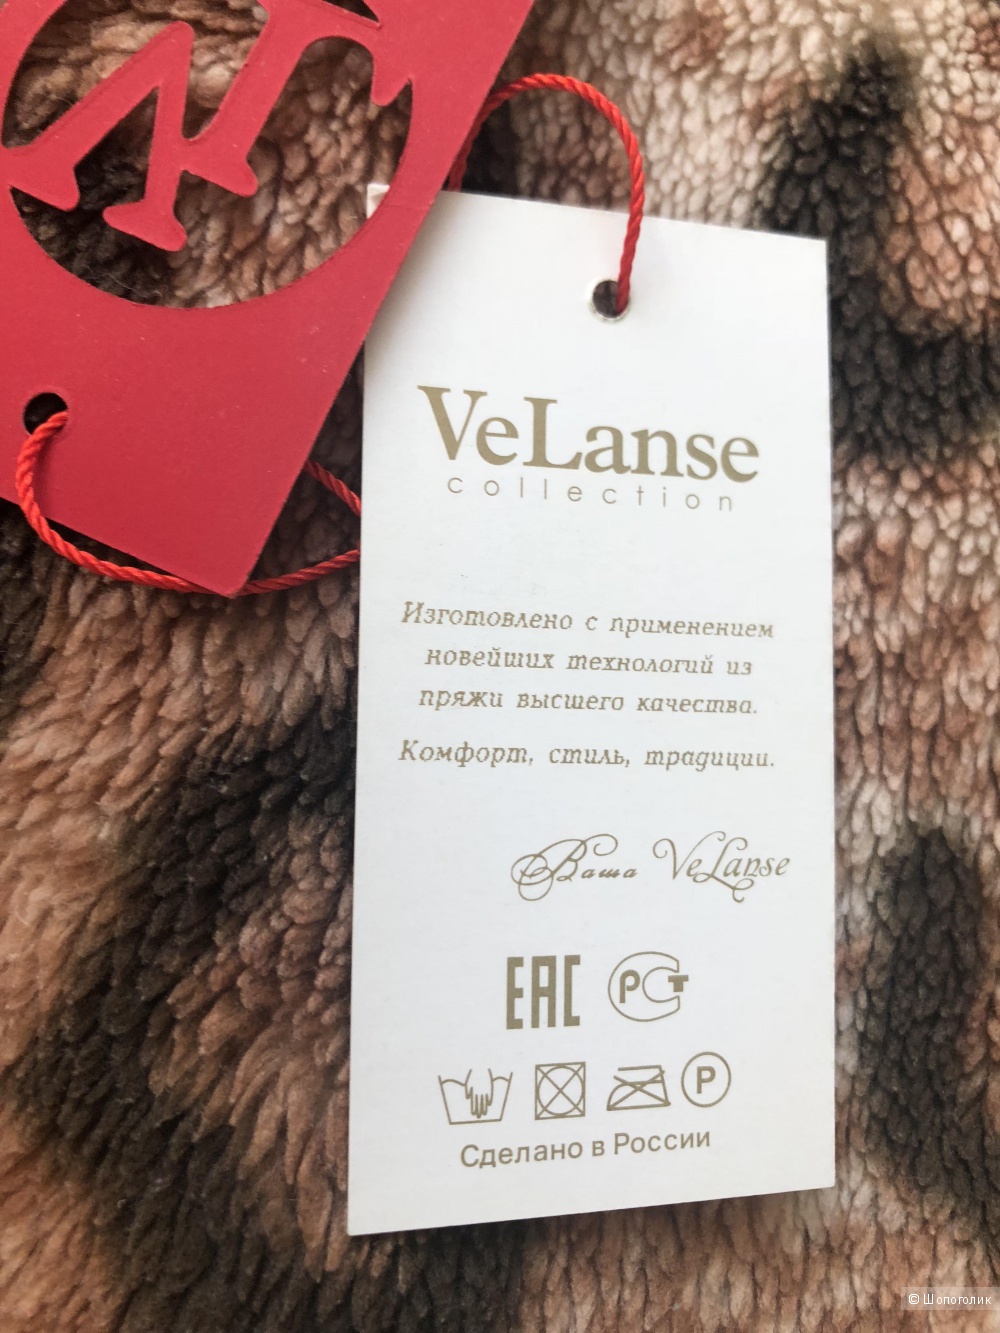 VeLanse
collection
Изготовлено с применением
новейших технологий из
пряжи высшего качества.
Комфорт, стиль, традиции.
Ваша VeLanse
ЕАС РСТ
P
Сделано в России
© Шопоголик